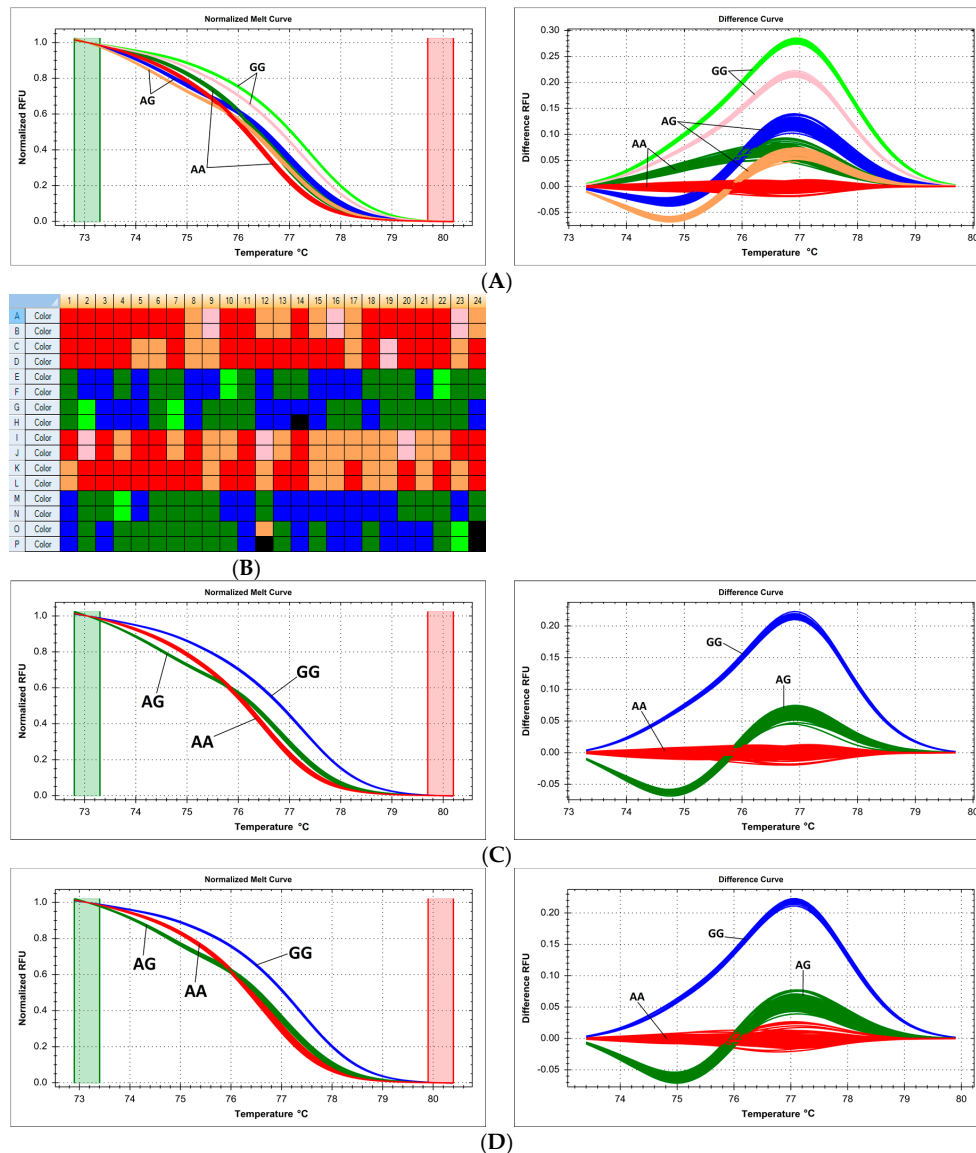 Normalized Melt Curve
Normalized RFU
1.0
0.8
0.6
0.4
0.2
0.0
GG
AG
AA
73 74 75 76 77 78 79 80
Temperature °C
Difference Curve
Difference RFU
0.30
0.25
0.20
0.15
0.10
0.05
0.00
-0.05
GG
AG
AA
73 74 75 76 77 78 79 80
Temperature °C
(A)
1 2 3 4 5 6 7 8 9 10 11 12 13 14 15 16 17 18 19 20 21 22 23 24
A Color
B Color
C Color
D Color
E Color
F Color
G Color
H Color
I Color
J Color
K Color
L Color
M Color
N Color
O Color
P Color
(B)
Normalized Melt Curve
Normalized RFU
1.0
0.8
0.6
0.4
0.2
0.0
GG
AG
AA
73 74 75 76 77 78 79 80
Temperature °C
Difference Curve
Difference RFU
0.20
0.15
0.10
0.05
0.00
-0.05
GG
AG
AA
73 74 75 76 77 78 79 80
Temperature °C
(C)
Normalized Melt Curve
Normalized RFU
1.0
0.8
0.6
0.4
0.2
0.0
GG
AG
AA
73 74 75 76 77 78 79 80
Temperature °C
Difference Curve
Difference RFU
0.20
0.15
0.10
0.05
0.00
-0.05
GG
AG
AA
74 75 76 77 78 79 80
Temperature °C
(D)